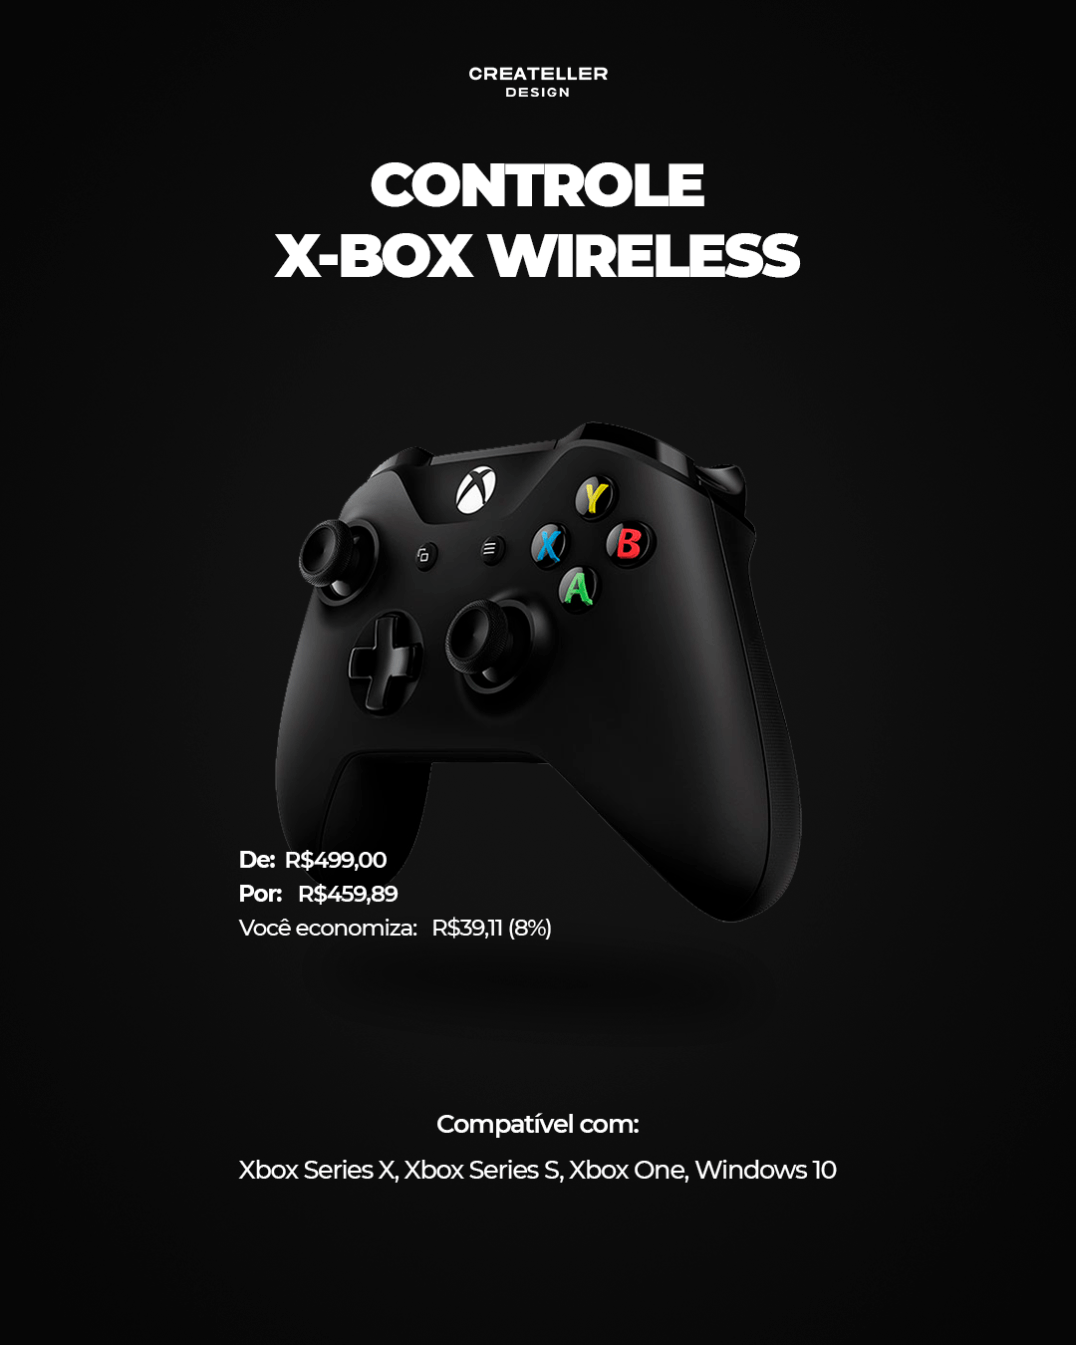 CREATELLER
DESIGN
CONTROLE
X-BOX WIRELESS
Y
X B
A
De: R$499,00
Por: R$459,89
Você economiza: R$39,11 (8%)
Compatível com:
Xbox Series X, Xbox Series S, Xbox One, Windows 10